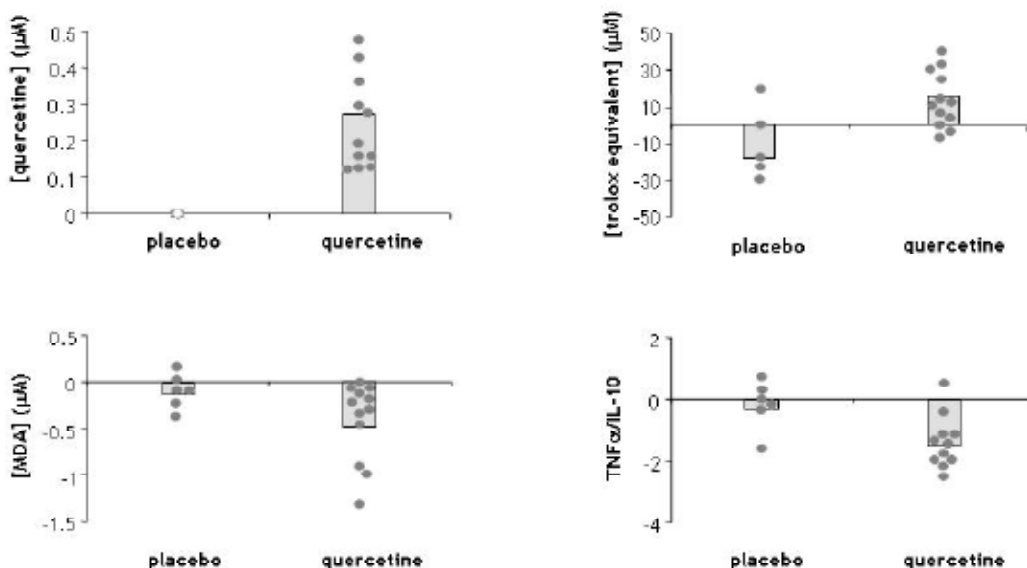 [quercetine] (µM)
0.5
0.4
0.3
0.2
0.1
0
placebo
quercetine
[trolox equivalent] (µM)
50
30
10
-10
-30
-50
placebo
quercetine
[MDA] (µM)
0.5
0
-0.5
-1
-1.5
placebo
quercetine
TNFα/IL-10
2
0
-2
-4
placebo
quercetine